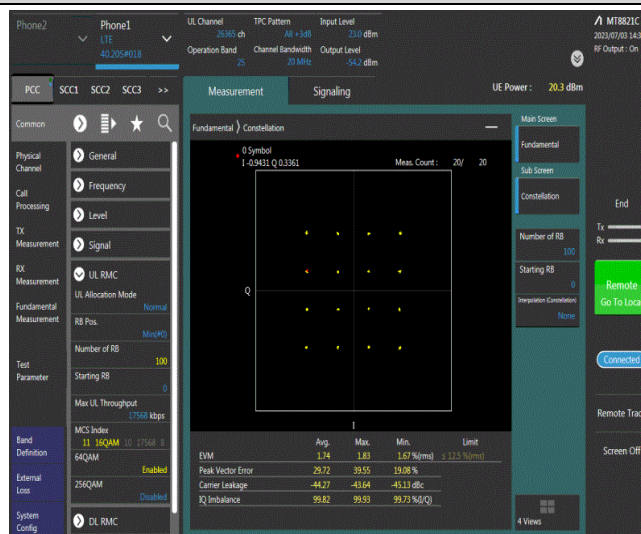 Phone2
Phone1
LTE
40.20S#018
UL Channel
26365 ch
TPC Pattern
All +3dB
Input Level
23.0 dBm
Operation Band
25
Channel Bandwidth
20 MHz
Output Level
-54.2 dBm
MT8821C
2023/07/03 14:3
RF Output : On
PCC
SCC1
SCC2
SCC3
>>
Measurement
Signaling
UE Power :
20.3 dBm
Common
Physical Channel
Call Processing
TX Measurement
RX Measurement
Fundamental Measurement
Test Parameter
Band Definition
External Loss
System Config
General
Frequency
Level
Signal
UL RMC
UL Allocation Mode
Normal
RB Pos.
Min(#0)
Number of RB
100
Starting RB
0
Max UL Throughput
17568 kbps
MCS Index
11 16QAM 10 17568 8
64QAM
Enabled
256QAM
Disabled
DL RMC
Fundamental 〉 Constellation
0 Symbol
I -0.9431 Q 0.3361
Meas. Count : 20/ 20
Q
I
Avg. Max. Min. Limit
EVM 1.74 1.83 1.67 %(rms) ≤ 12.5 %(rms)
Peak Vector Error 29.72 39.55 19.08 %
Carrier Leakage -44.27 -43.64 -45.13 dBc
IQ Imbalance 99.82 99.93 99.73 %(I/Q)
Main Screen
Fundamental
Sub Screen
Constellation
Number of RB
100
Starting RB
0
Interpolation (Constellation)
None
4 Views
End
Tx
Rx
Remote
Go To Loca
Connected
Remote Trac
Screen Off